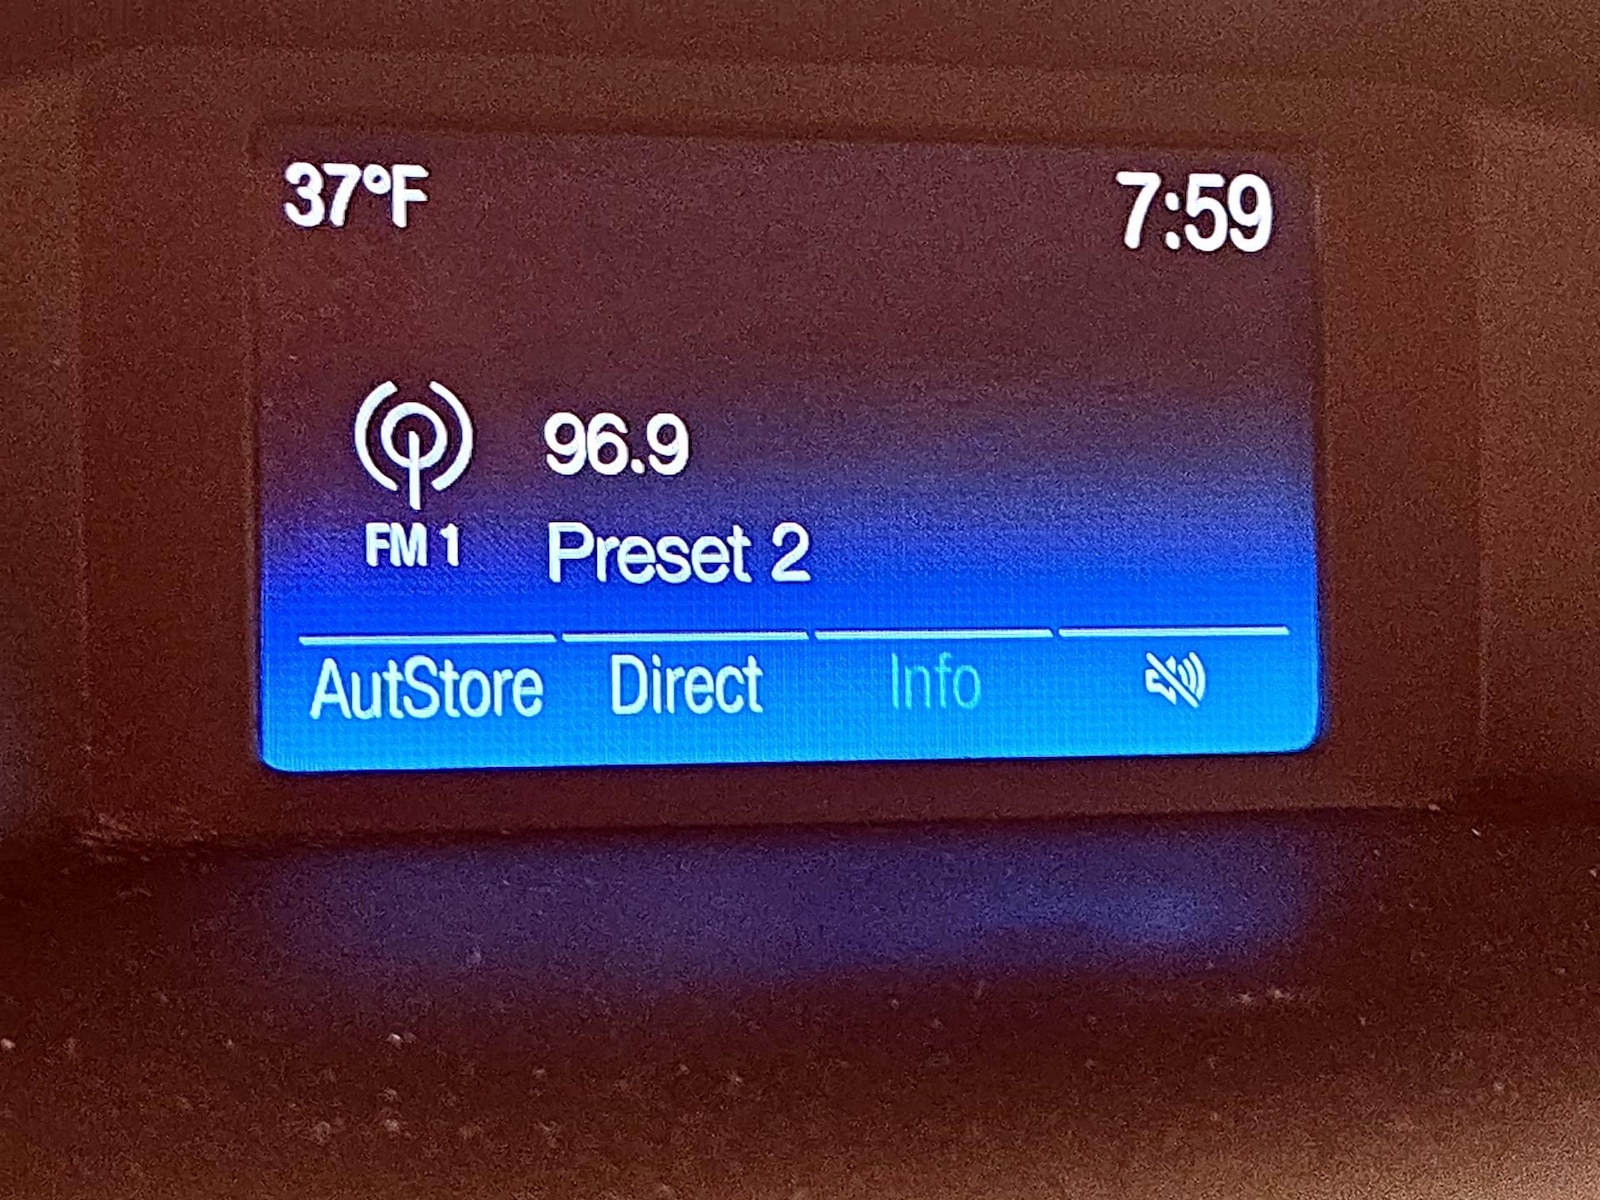 37°F
7:59
96.9
FM 1
Preset 2
AutStore
Direct
Info